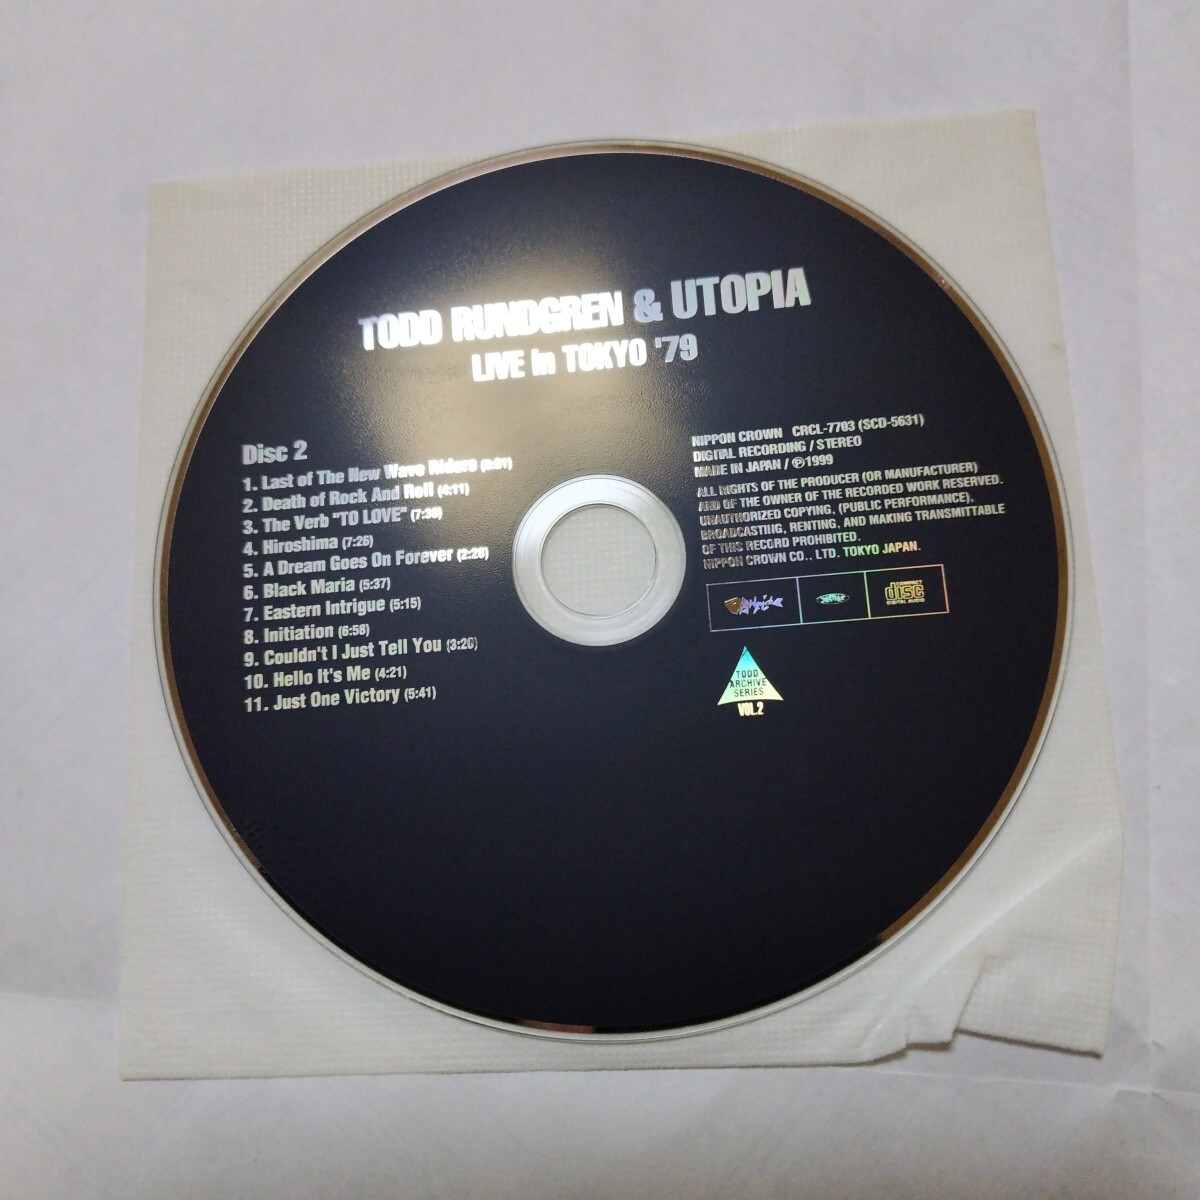 TODD RUNDGREN & UTOPIA
LIVE in TOKYO '79
Disc 2
1. Last of The New Wave Riders
2. Death of Rock And Roll (4:11)
3. The Verb "TO LOVE"
4. Hiroshima (7:26)
5. A Dream Goes On Forever (2:28)
6. Black Maria (5:37)
7. Eastern Intrigue (5:15)
8. Initiation (6:58)
9. Couldn't I Just Tell You (3:20)
10. Hello It's Me (4:21)
11. Just One Victory (5:41)
NIPPON CROWN CRCL-7703 (SCD-5631)
DIGITAL RECORDING / STEREO
MADE IN JAPAN / ℗1999
ALL RIGHTS OF THE PRODUCER (OR MANUFACTURER)
AND OF THE OWNER OF THE RECORDED WORK RESERVED.
UNAUTHORIZED COPYING, (PUBLIC PERFORMANCE),
BROADCASTING, RENTING, AND MAKING TRANSMITTABLE
OF THIS RECORD PROHIBITED.
NIPPON CROWN CO., LTD. TOKYO JAPAN.
COMPACT
disc
DIGITAL AUDIO
TODD
ARCHIVE
SERIES
VOL.2